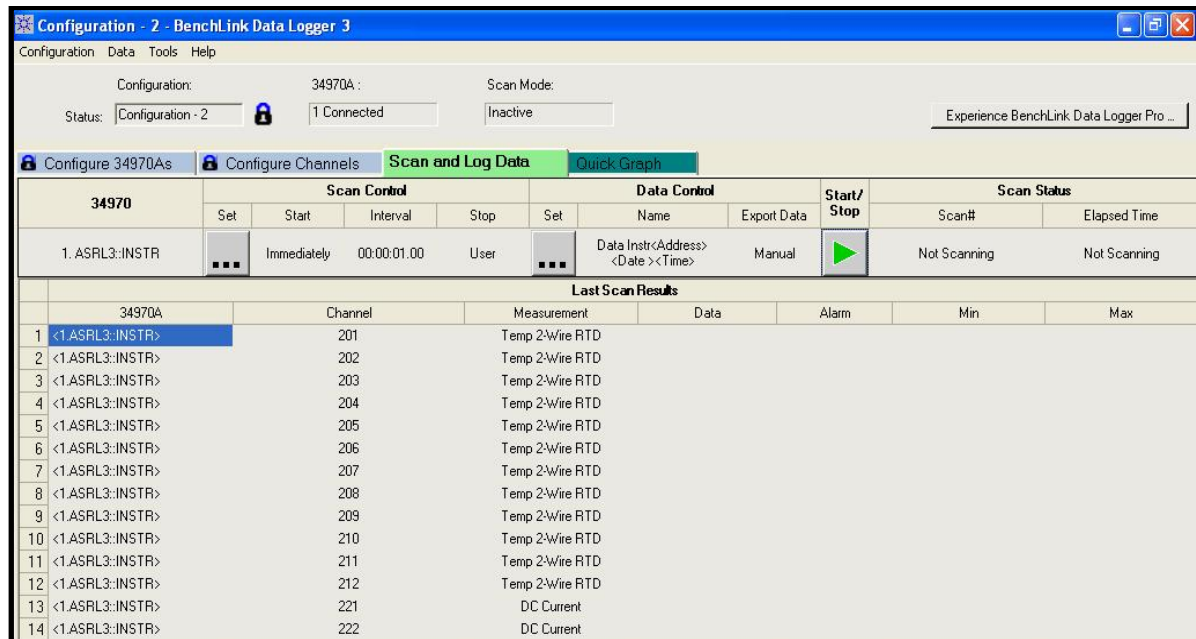 Configuration - 2 - BenchLink Data Logger 3
Configuration Data Tools Help
Configuration: 34970A : Scan Mode:
Status: Configuration - 2 1 Connected Inactive Experience BenchLink Data Logger Pro ...
Configure 34970As Configure Channels Scan and Log Data Quick Graph
34970 Scan Control Data Control Start/Stop Scan Status
Set Start Interval Stop Set Name Export Data Scan# Elapsed Time
1. ASRL3::INSTR ... Immediately 00:00:01.00 User ... Data Instr<Address> <Date ><Time> Manual Not Scanning Not Scanning
Last Scan Results
34970A Channel Measurement Data Alarm Min Max
1 <1.ASRL3::INSTR> 201 Temp 2-Wire RTD
2 <1.ASRL3::INSTR> 202 Temp 2-Wire RTD
3 <1.ASRL3::INSTR> 203 Temp 2-Wire RTD
4 <1.ASRL3::INSTR> 204 Temp 2-Wire RTD
5 <1.ASRL3::INSTR> 205 Temp 2-Wire RTD
6 <1.ASRL3::INSTR> 206 Temp 2-Wire RTD
7 <1.ASRL3::INSTR> 207 Temp 2-Wire RTD
8 <1.ASRL3::INSTR> 208 Temp 2-Wire RTD
9 <1.ASRL3::INSTR> 209 Temp 2-Wire RTD
10 <1.ASRL3::INSTR> 210 Temp 2-Wire RTD
11 <1.ASRL3::INSTR> 211 Temp 2-Wire RTD
12 <1.ASRL3::INSTR> 212 Temp 2-Wire RTD
13 <1.ASRL3::INSTR> 221 DC Current
14 <1.ASRL3::INSTR> 222 DC Current